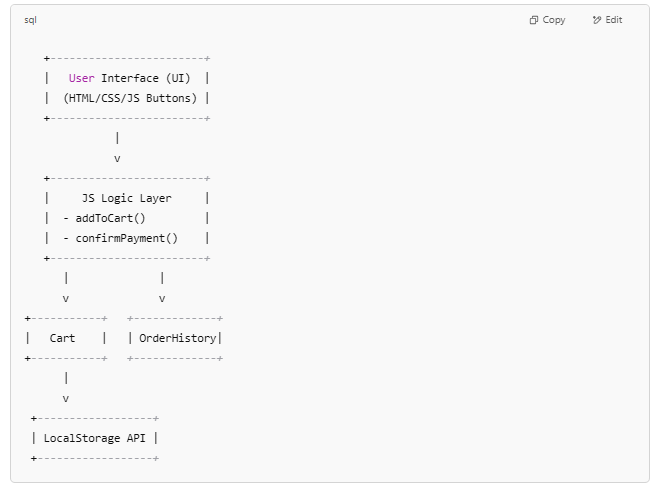 sql Copy Edit
+-----------------------+
| User Interface (UI) |
| (HTML/CSS/JS Buttons) |
+-----------------------+
|
v
+-----------------------+
| JS Logic Layer |
| - addToCart() |
| - confirmPayment() |
+-----------------------+
| |
v v
+-----------+ +-------------+
| Cart | | OrderHistory|
+-----------+ +-------------+
|
v
+------------------+
| LocalStorage API |
+------------------+